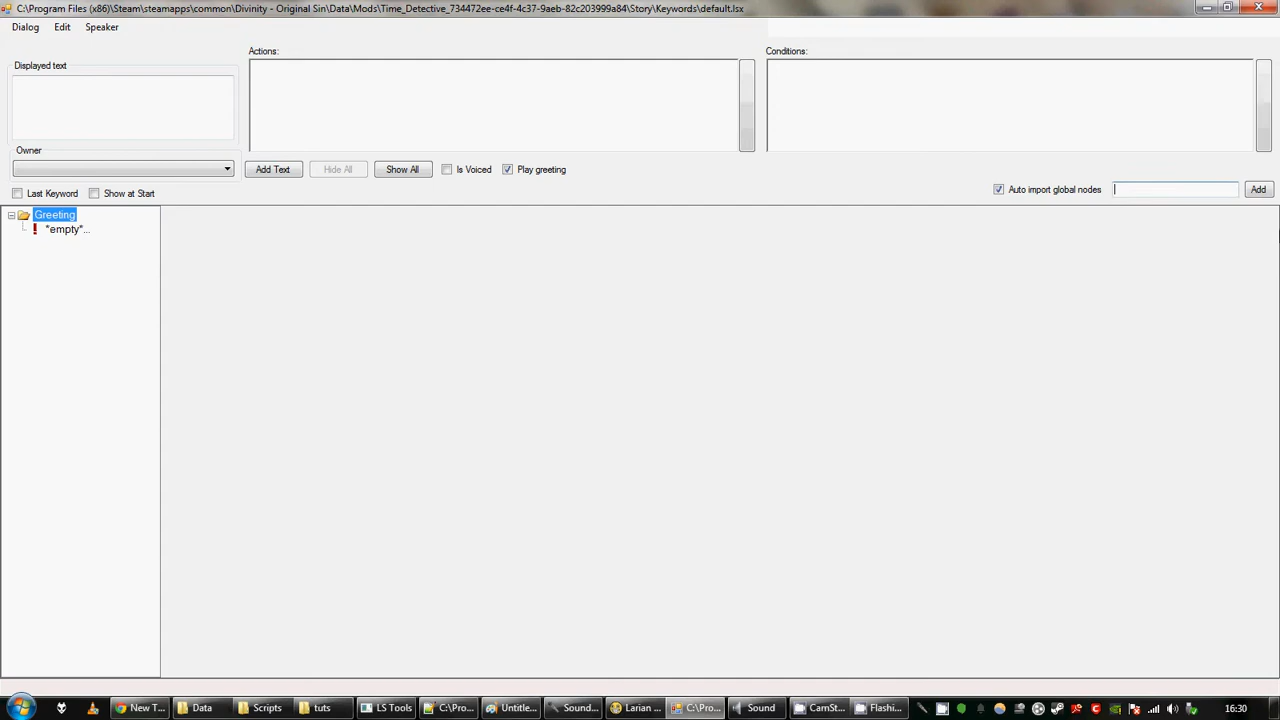 C:\Program Files (x86)\Steam\steamapps\common\Divinity - Original Sin\Data\Mods\Time_Detective_734472ee-ce4f-4c37-9aeb-82c203999a84\Story\Keywords\default.lsx
Dialog Edit Speaker
Actions: Conditions:
Displayed text
Owner
Add Text Hide All Show All Is Voiced Play greeting
Last Keyword Show at Start Auto import global nodes Add
Greeting
"empty"...
New T... Data Scripts tuts LS Tools C:\Pro... Untitle... Sound... Larian ... C:\Pro... Sound CamSt... Flashi... 16:30